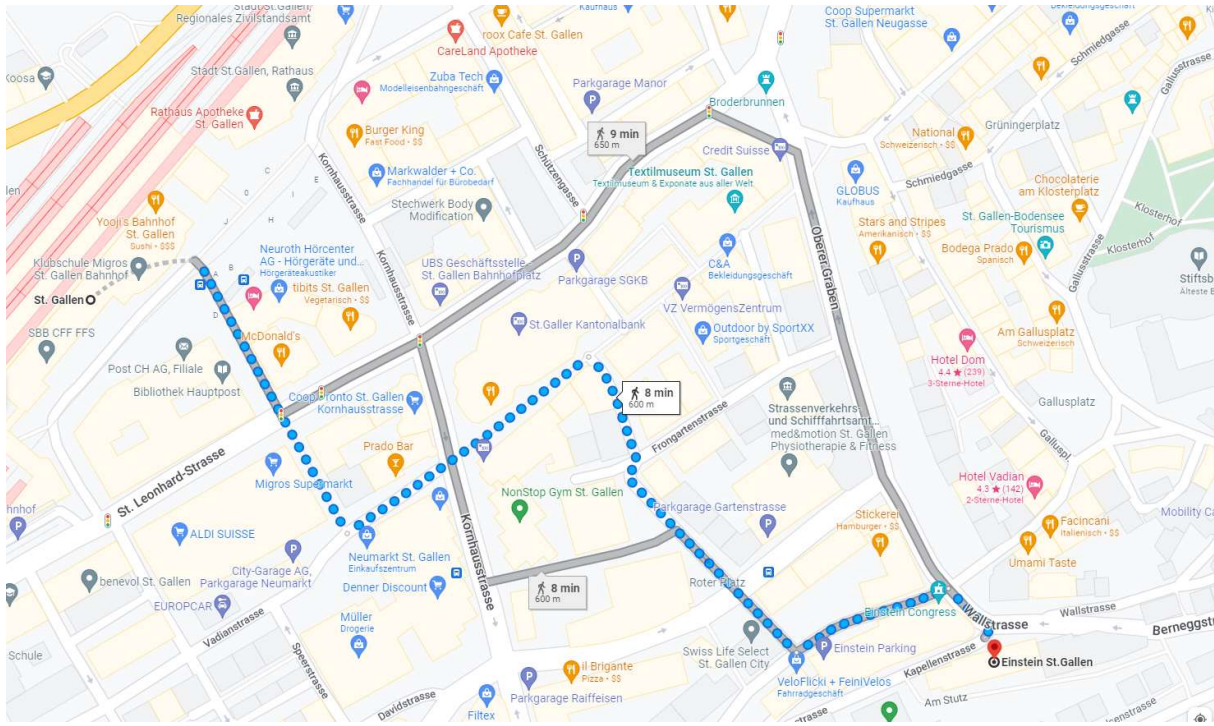 Stadt St.Gallen,
Regionales Zivilstandsamt
Kaufhaus
Coop Supermarkt
St. Gallen Neugasse
Bekleidungsgeschäft
roox Cafe St. Gallen
CareLand Apotheke
Koosa
Stadt St.Gallen, Rathaus
Zuba Tech
Modelleisenbahngeschäft
Parkgarage Manor
Broderbrunnen
Schmiedgasse
Gallusstrasse
Rathaus Apotheke
St. Gallen
Burger King
Fast Food • $$
9 min
650 m
Credit Suisse
National
Schweizerisch • $$
Grüningerplatz
Kornhausstrasse
Schützengasse
Markwalder + Co.
Fachhandel für Bürobedarf
Textilmuseum St. Gallen
Textilmuseum & Exponate aus aller Welt.
GLOBUS
Kaufhaus
Schmiedgasse
Chocolaterie
am Klosterplatz
Stechwerk Body
Modification
Yooji's Bahnhof
St. Gallen
Sushi • $$$
Stars and Stripes
Amerikanisch • $$
St. Gallen-Bodensee
Tourismus
Klosterhof
Klosterhof
Bodega Prado
Spanisch
Klubschule Migros
St. Gallen Bahnhof
Neuroth Hörcenter
AG - Hörgeräte und...
Hörgeräteakustiker
UBS Geschäftsstelle
St. Gallen Bahnhofplatz
Parkgarage SGKB
C&A
Bekleidungsgeschäft
Oberer Graben
Gallusstrasse
Stiftsb
Älteste B
St. Gallen
tibits St. Gallen
Vegetarisch • $$
Kornhausstrasse
VZ VermögensZentrum
SBB CFF FFS
McDonald's
St.Galler Kantonalbank
Outdoor by SportXX
Sportgeschäft
Am Gallusplatz
Schweizerisch
Post CH AG, Filiale
Bibliothek Hauptpost
Hotel Dom
4.4 ★ (239)
3-Sterne-Hotel
Coop Pronto St. Gallen
Kornhausstrasse
8 min
600 m
Strassenverkehrs-
und Schifffahrtsamt...
med&motion St. Gallen
Physiotherapie & Fitness
Gallusplatz
Frongartenstrasse
Galluspl.
Prado Bar
St. Leonhard-Strasse
Migros Supermarkt
NonStop Gym St. Gallen
Hotel Vadian
4.3 ★ (142)
2-Sterne-Hotel
Parkgarage Gartenstrasse
Stickerei
Hamburger • $$
Facincani
Italienisch • $$
Mobility Ca
ALDI SUISSE
Kornhausstrasse
Neumarkt St. Gallen
Einkaufszentrum
Umami Taste
City-Garage AG,
Parkgarage Neumarkt
benevol St. Gallen
Denner Discount
8 min
600 m
Roter Platz
EUROPCAR
Einstein Congress
Wallstrasse
Wallstrasse
Berneggst
Müller
Drogerie
Vadianstrasse
Schule
Speerstrasse
Swiss Life Select
St. Gallen City
Einstein Parking
Kapellenstrasse
Einstein St.Gallen
il Brigante
Pizza • $$
VeloFlicki + FeiniVelos
Fahrradgeschäft
Parkgarage Raiffeisen
Davidstrasse
Filtex
Am Stutz